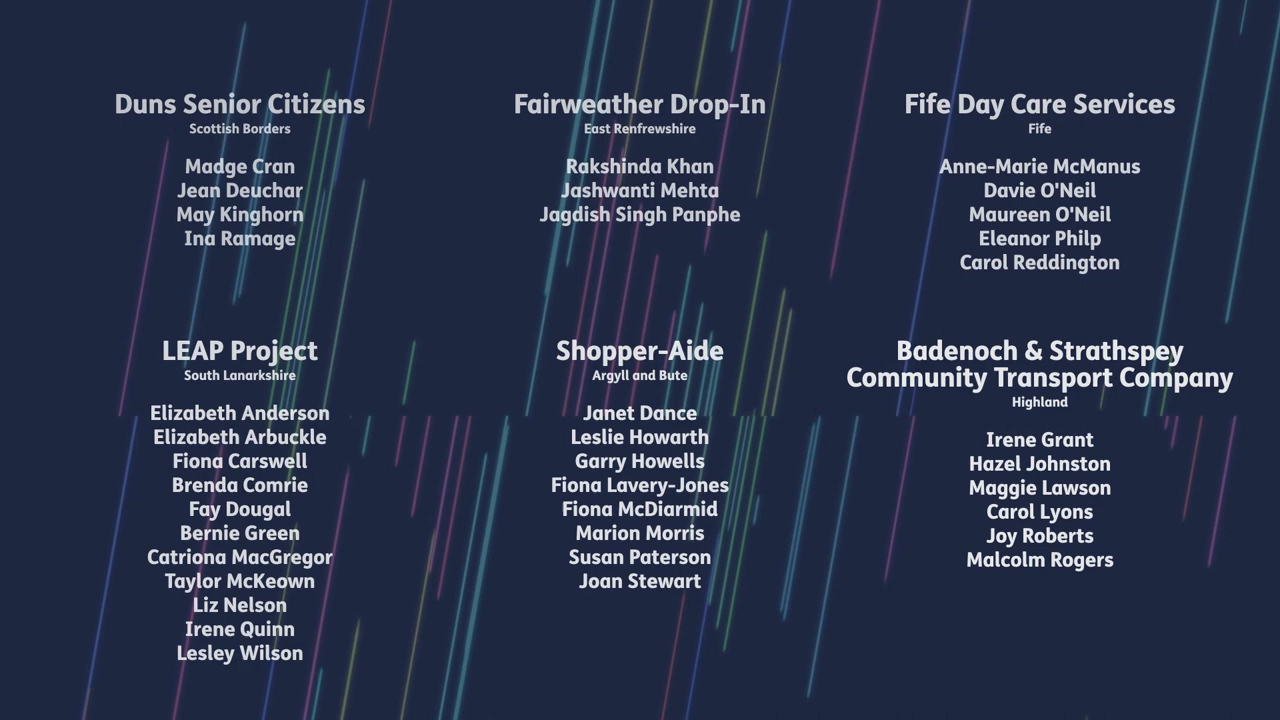 Duns Senior Citizens
Scottish Borders
Madge Cran
Jean Deuchar
May Kinghorn
Ina Ramage
Fairweather Drop-In
East Renfrewshire
Rakshinda Khan
Jashwanti Mehta
Jagdish Singh Panphe
Fife Day Care Services
Fife
Anne-Marie McManus
Davie O'Neil
Maureen O'Neil
Eleanor Philp
Carol Reddington
LEAP Project
South Lanarkshire
Elizabeth Anderson
Elizabeth Arbuckle
Fiona Carswell
Brenda Comrie
Fay Dougal
Bernie Green
Catriona MacGregor
Taylor McKeown
Liz Nelson
Irene Quinn
Lesley Wilson
Shopper-Aide
Argyll and Bute
Janet Dance
Leslie Howarth
Garry Howells
Fiona Lavery-Jones
Fiona McDiarmid
Marion Morris
Susan Paterson
Joan Stewart
Badenoch & Strathspey
Community Transport Company
Highland
Irene Grant
Hazel Johnston
Maggie Lawson
Carol Lyons
Joy Roberts
Malcolm Rogers